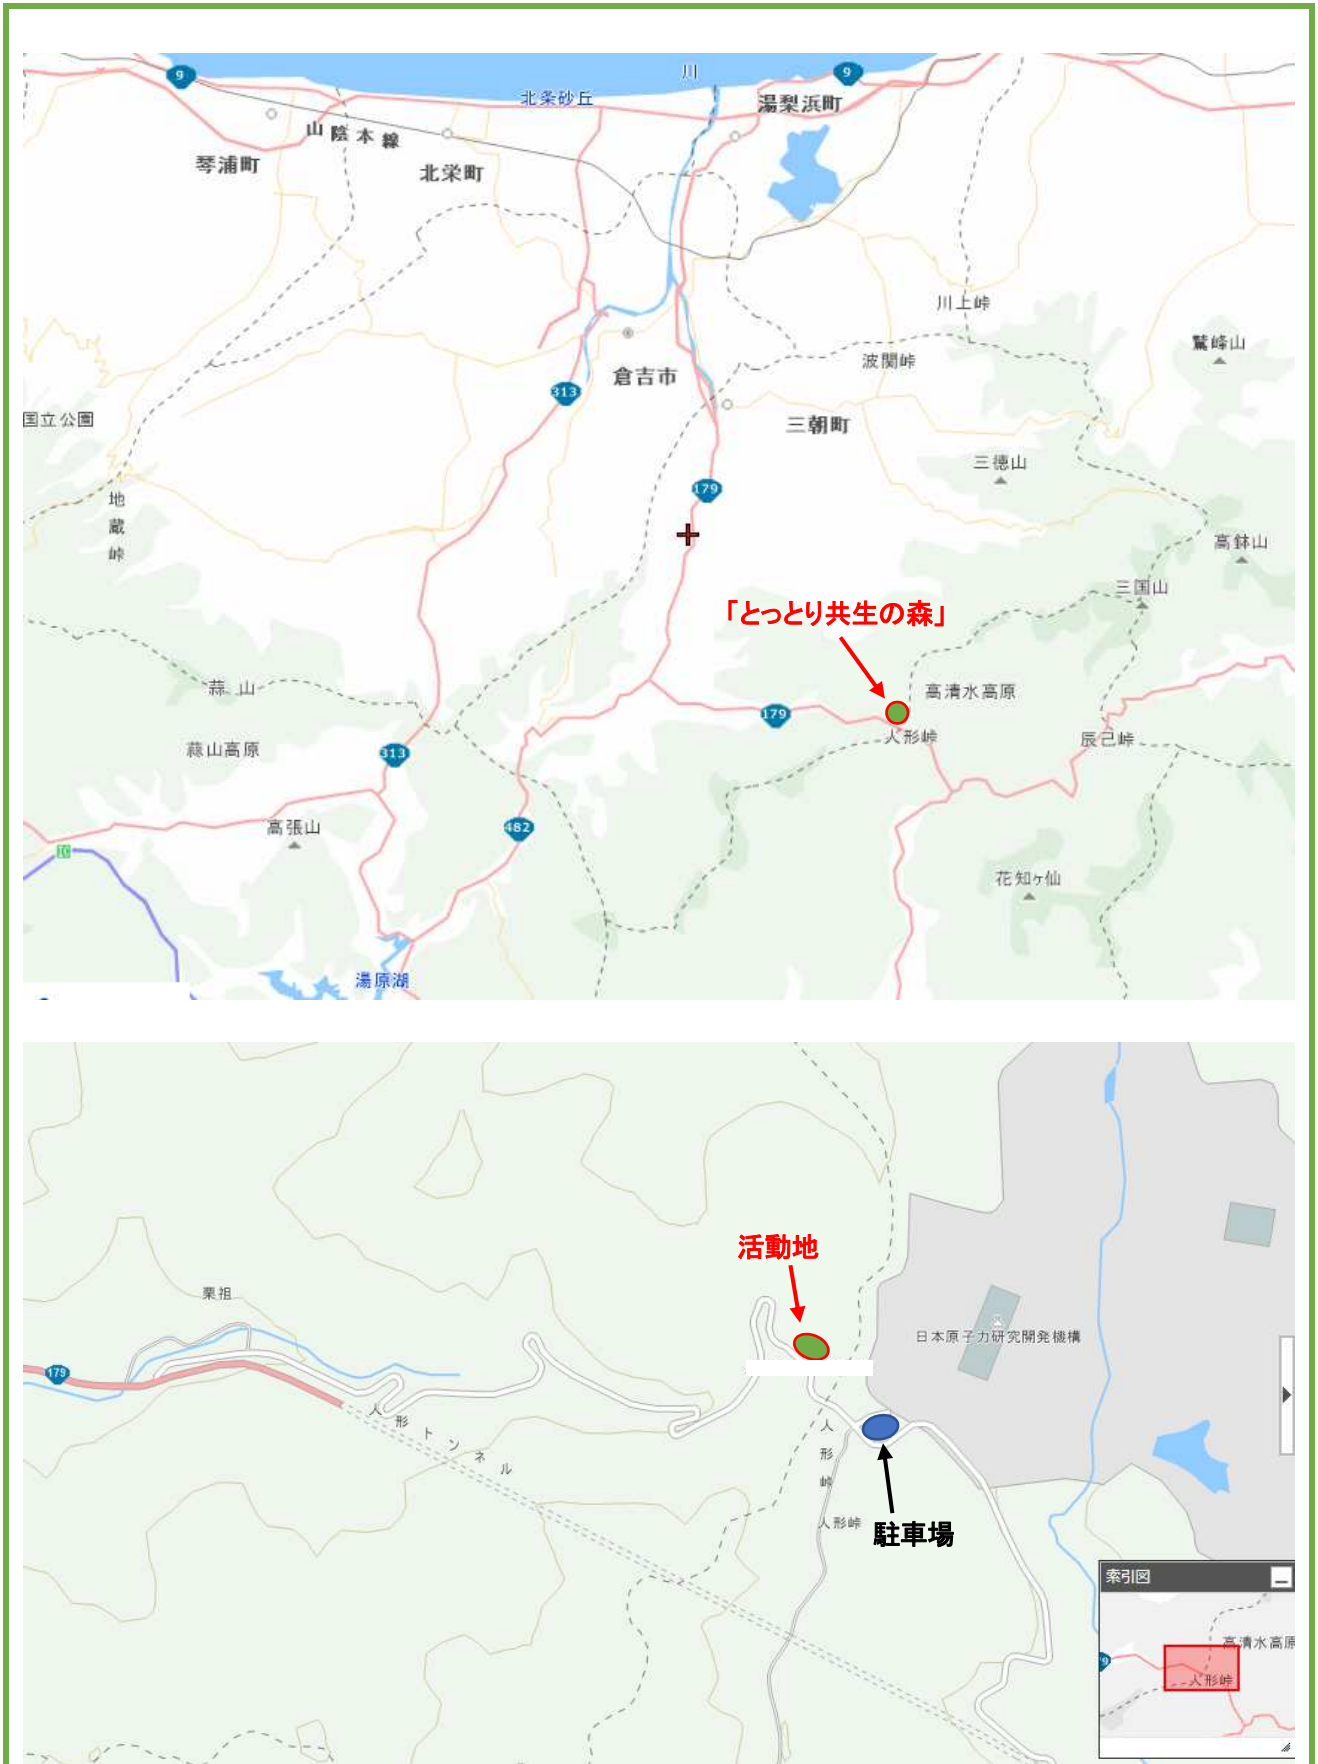 9
川
9
北条砂丘
湯梨浜町
山陰本線
琴浦町
北栄町
川上峠
鷲峰山
波関峠
倉吉市
313
国立公園
三朝町
三徳山
179
地蔵峠
高鉢山
三国山
「とっとり共生の森」
蒜山
高清水高原
179
人形峠
辰巳峠
蒜山高原
313
高張山
482
IC
花知ヶ仙
湯原湖
活動地
栗祖
日本原子力研究開発機構
179
人形トンネル
人形峠
人形峠
駐車場
索引図
高清水高原
人形峠